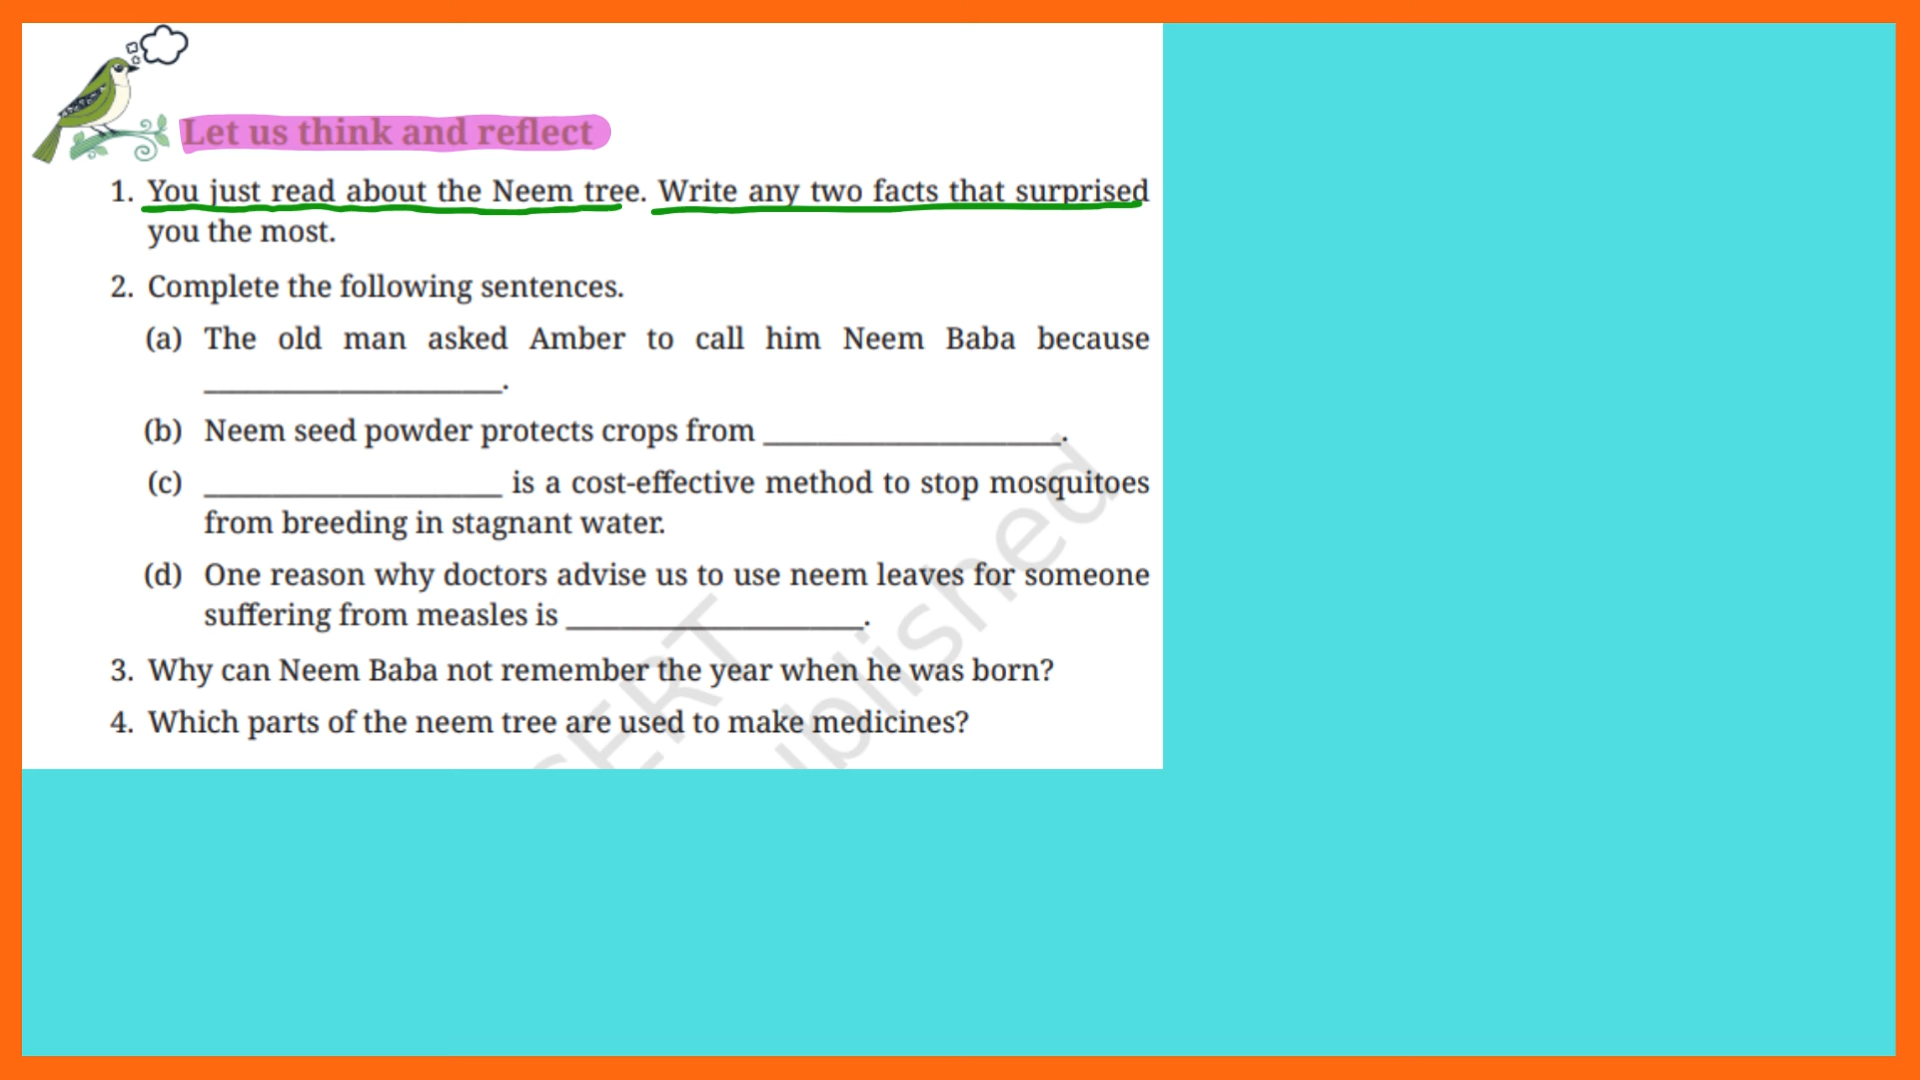 Let us think and reflect
1. You just read about the Neem tree. Write any two facts that surprised
you the most.
2. Complete the following sentences.
(a) The old man asked Amber to call him Neem Baba because
____________________.
(b) Neem seed powder protects crops from ____________________.
(c) ____________________ is a cost-effective method to stop mosquitoes
from breeding in stagnant water.
(d) One reason why doctors advise us to use neem leaves for someone
suffering from measles is ____________________.
3. Why can Neem Baba not remember the year when he was born?
4. Which parts of the neem tree are used to make medicines?